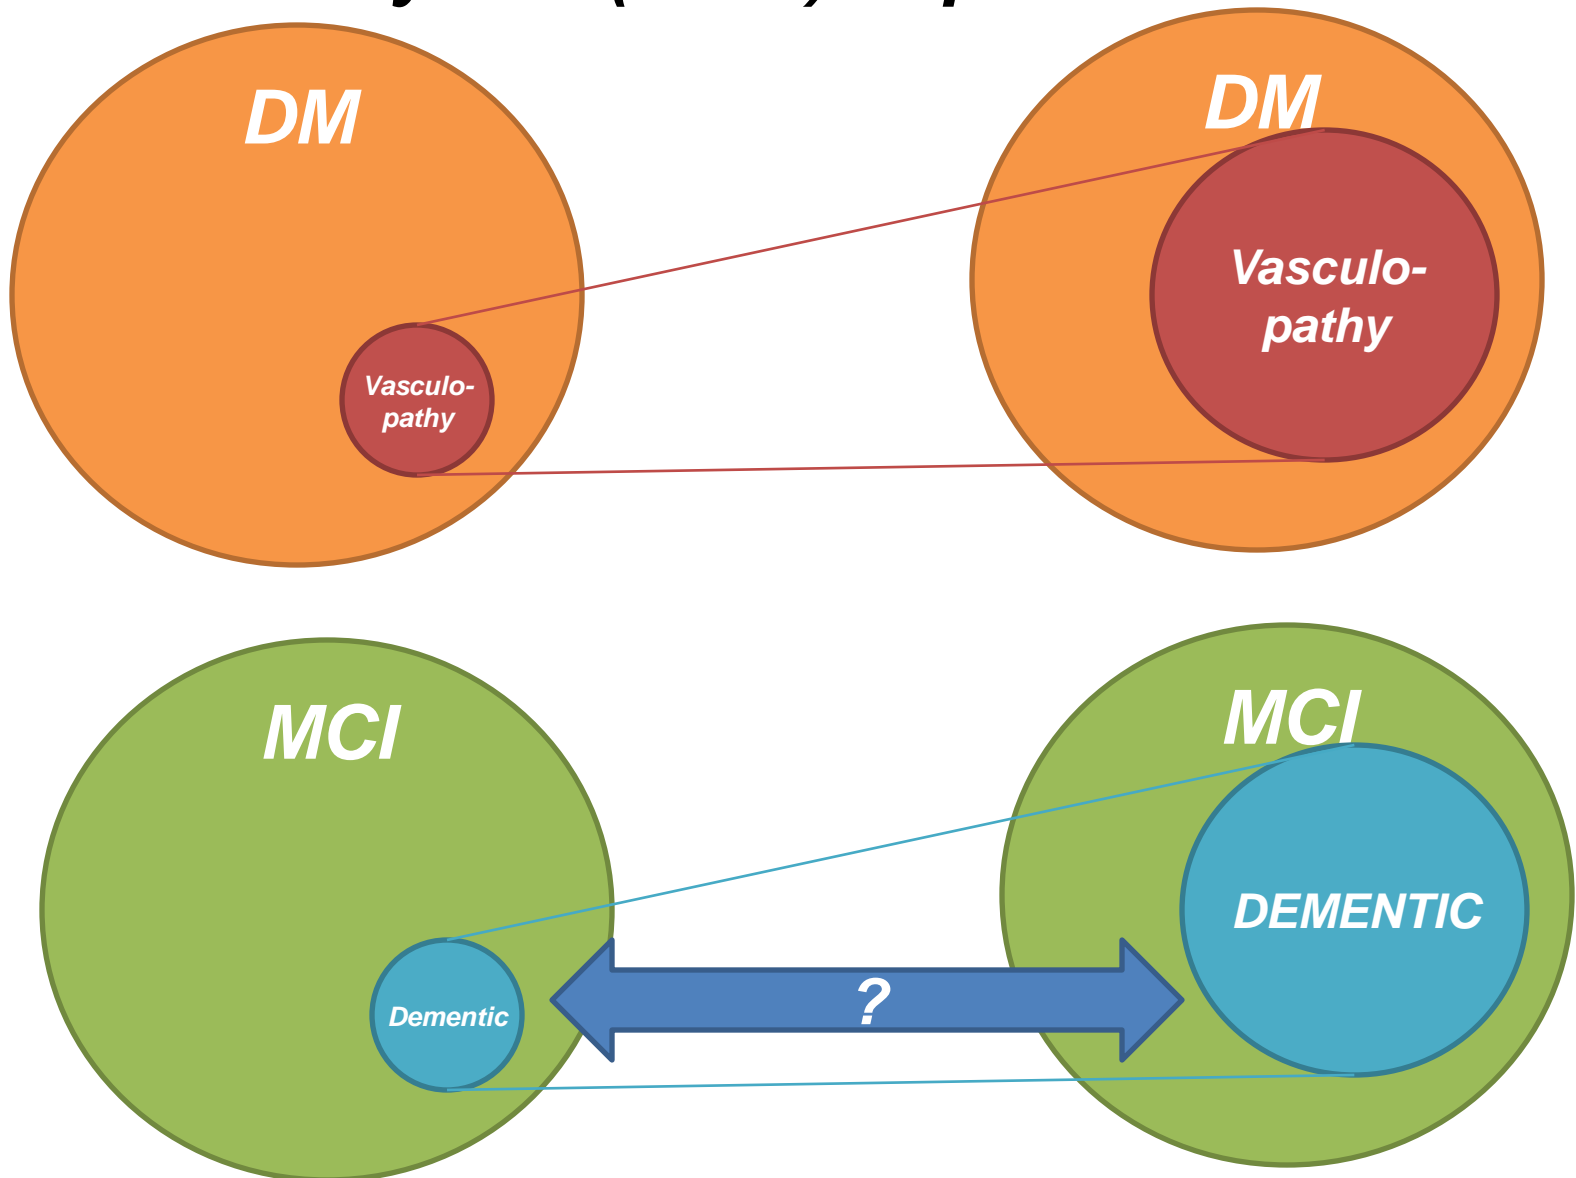 DM
DM
Vasculo-
pathy
Vasculo-
pathy
MCI
MCI
DEMENTIC
?
Dementic